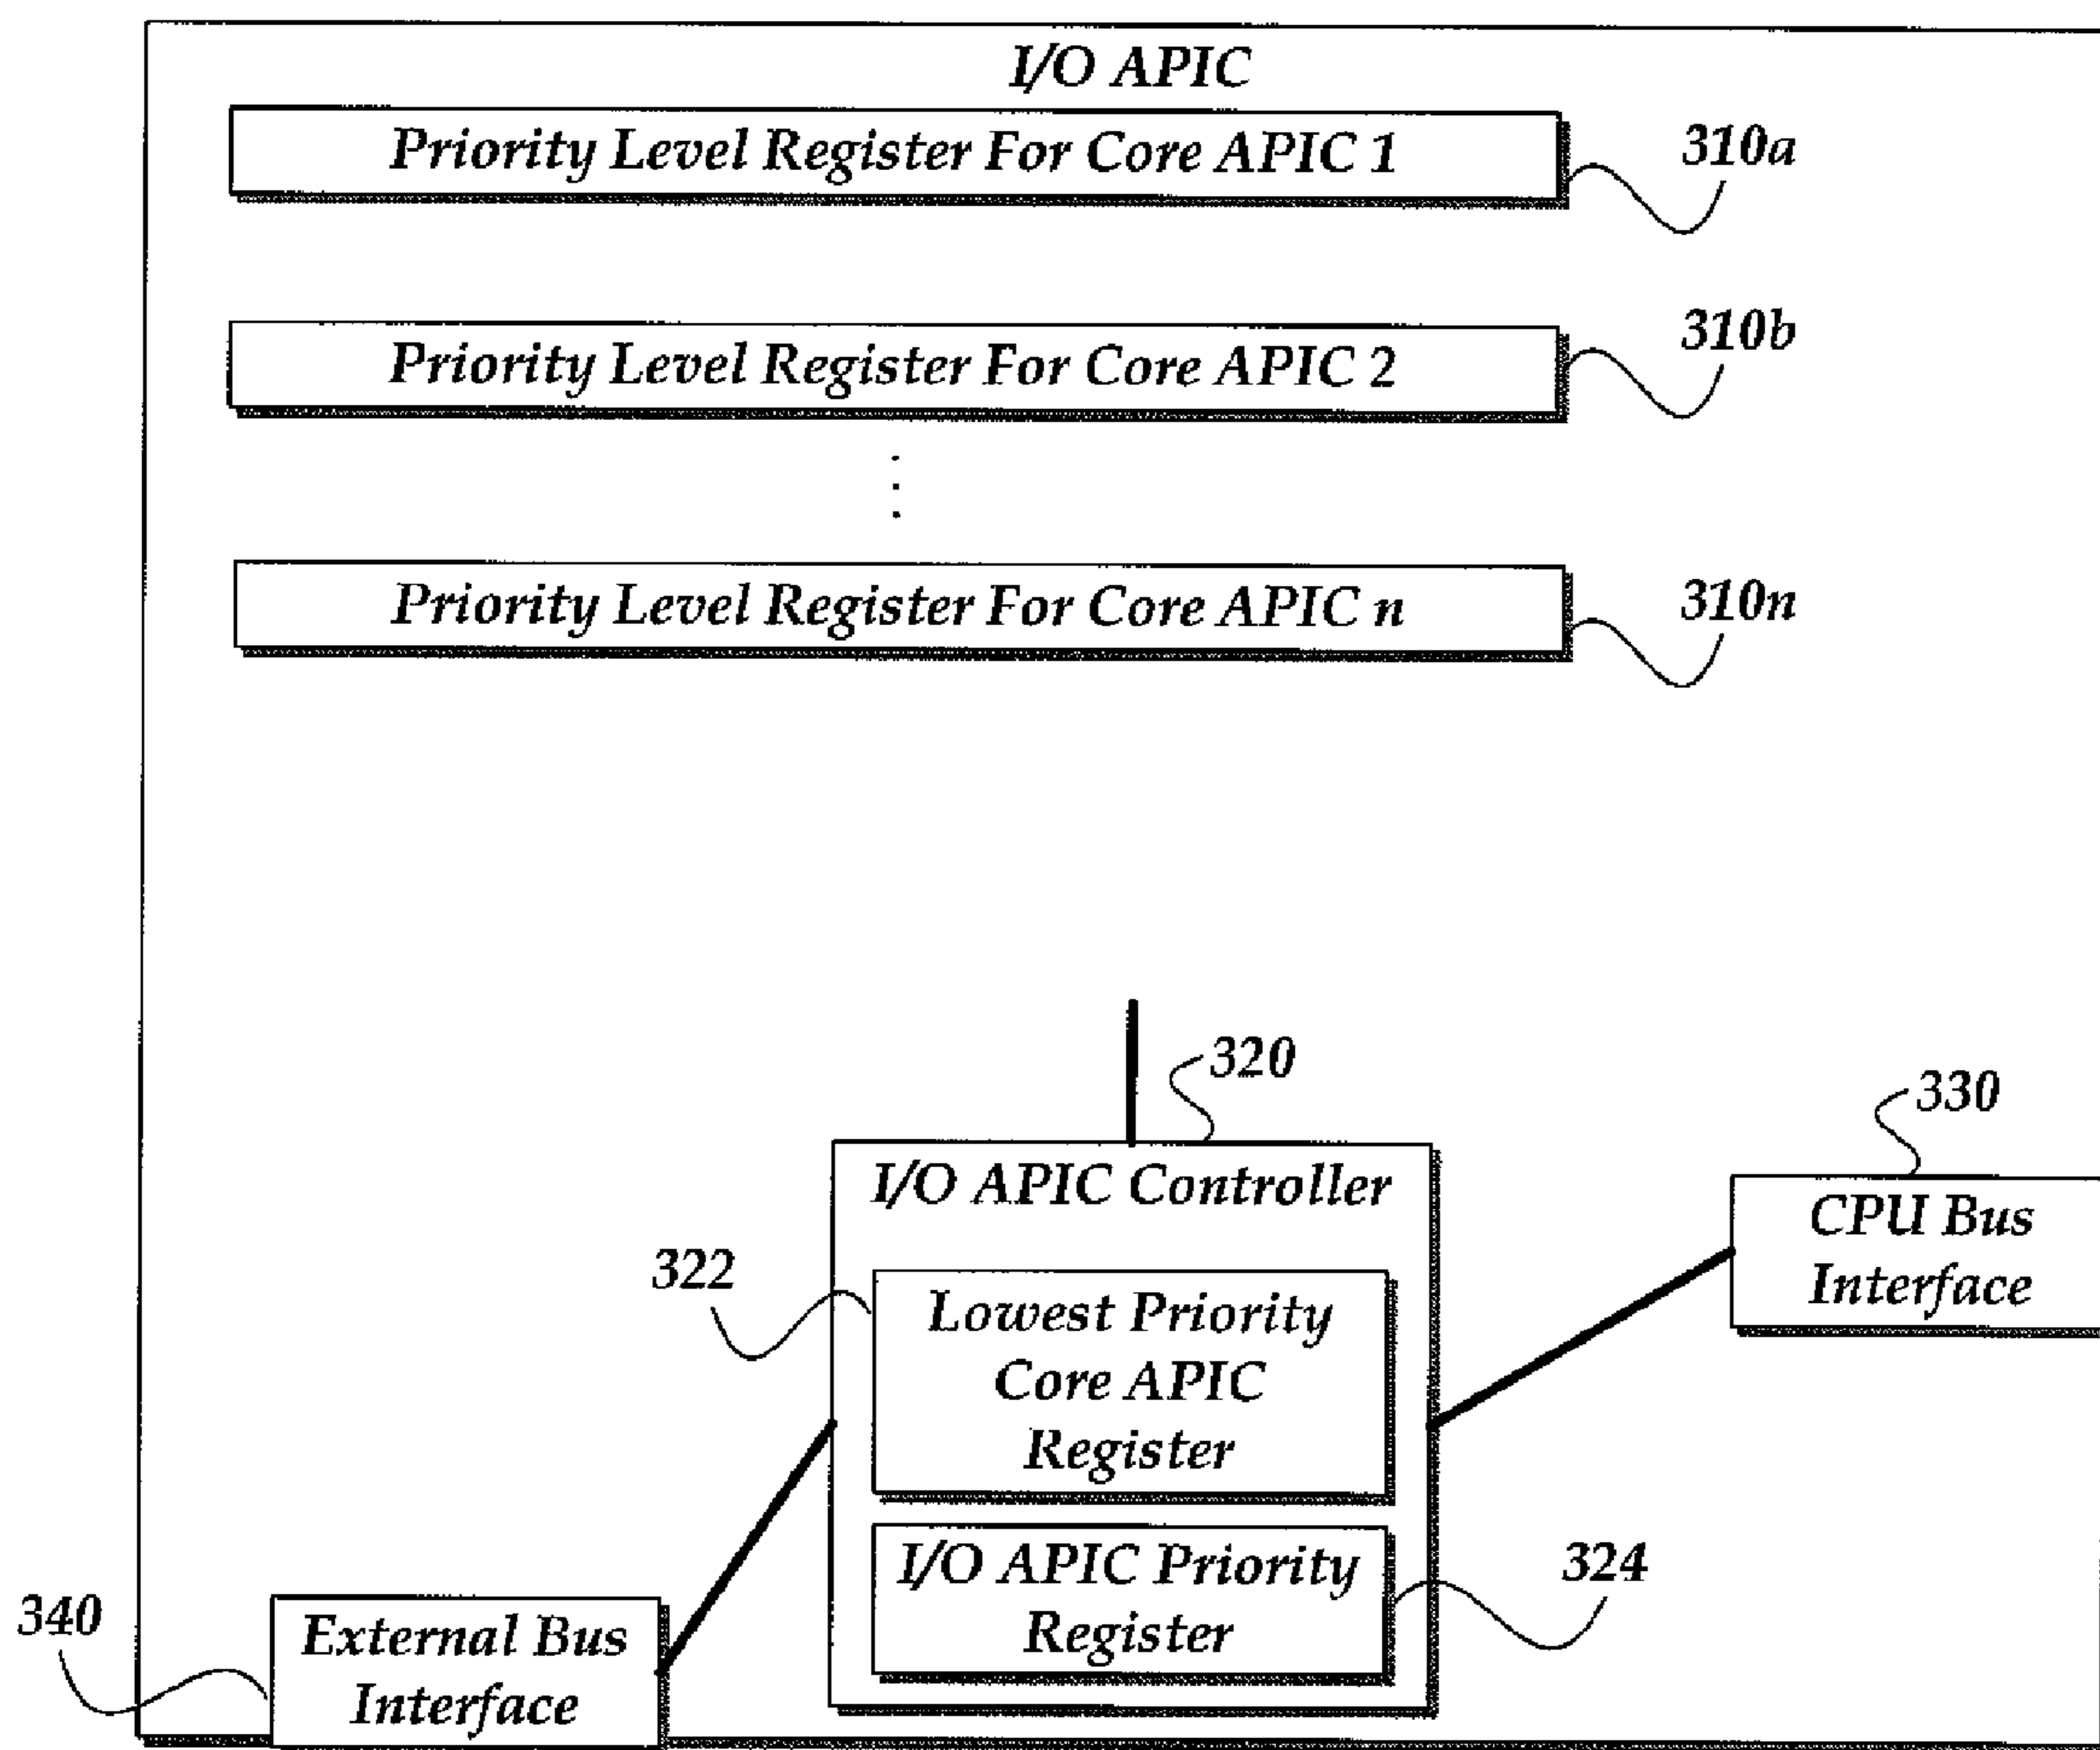 I/O APIC
Priority Level Register For Core APIC 1
310a
Priority Level Register For Core APIC 2
310b
Priority Level Register For Core APIC n
310n
320
330
I/O APIC Controller
CPU Bus
Interface
322
Lowest Priority
Core APIC
Register
I/O APIC Priority
Register
324
340
External Bus
Interface